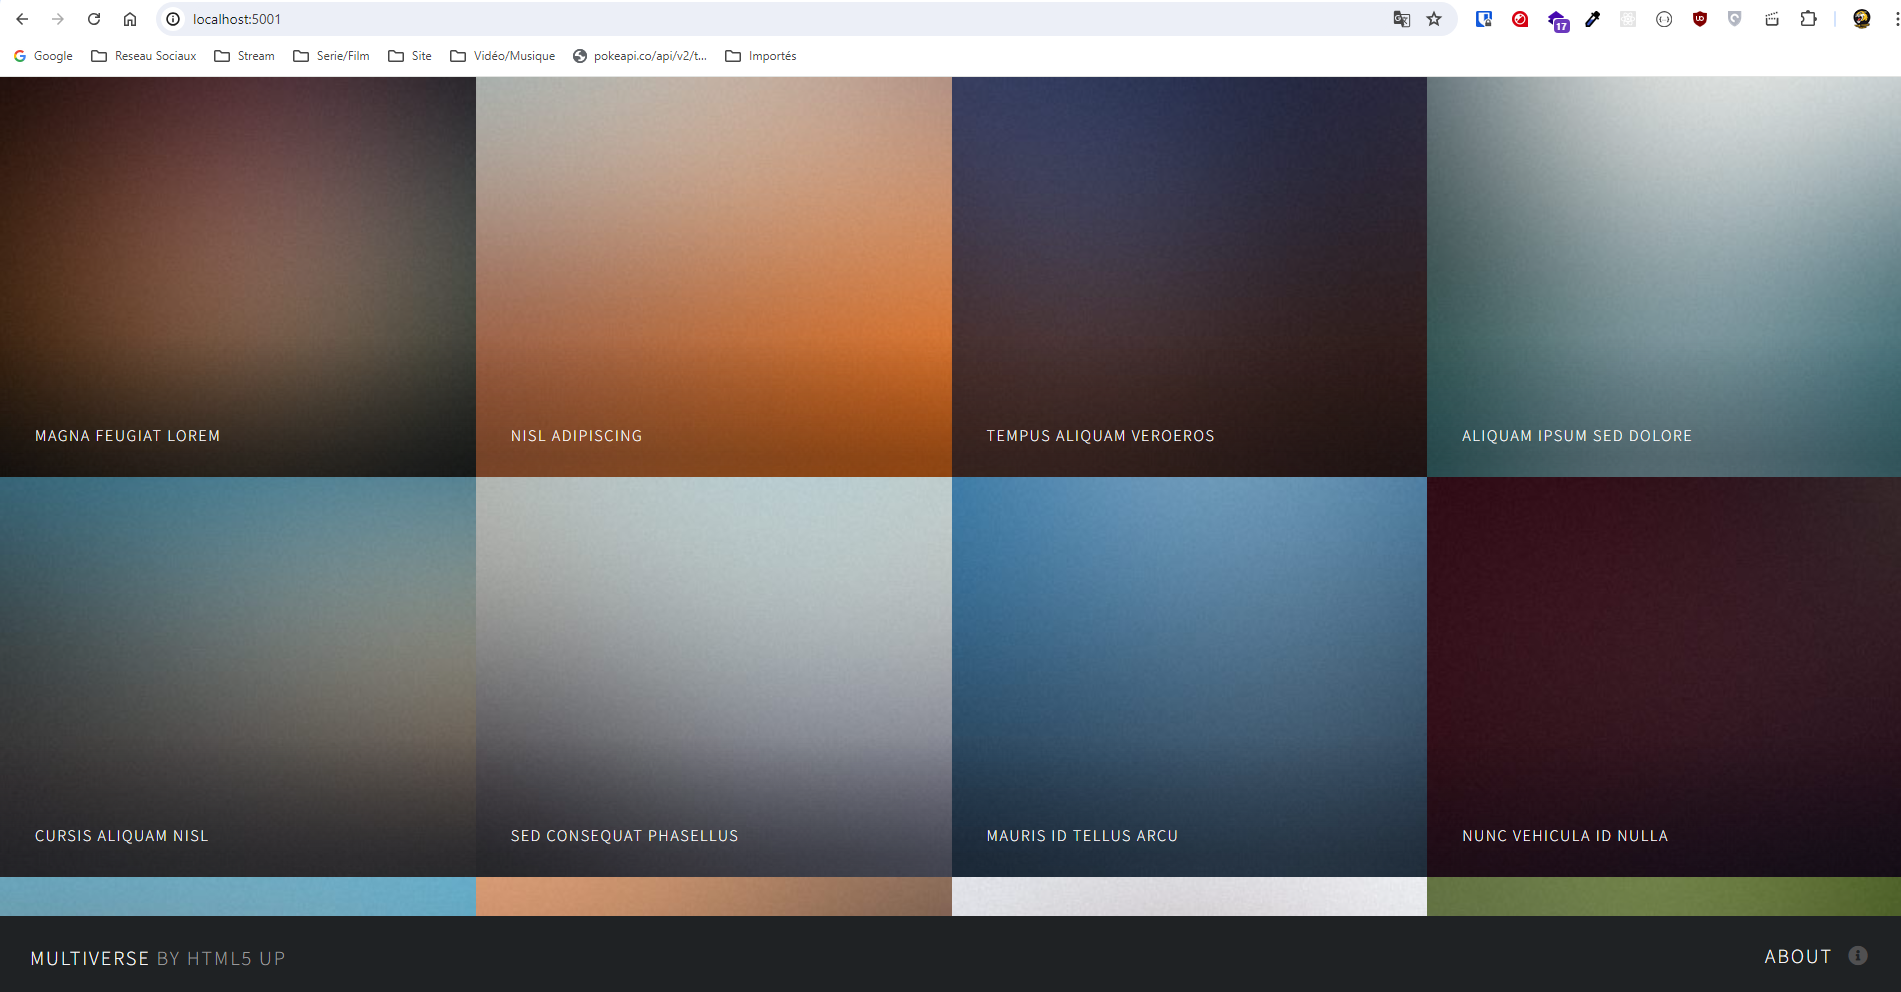 localhost:5001
17
Google Reseau Sociaux Stream Serie/Film Site Vidéo/Musique pokeapi.co/api/v2/t... Importés
MAGNA FEUGIAT LOREM
NISL ADIPISCING
TEMPUS ALIQUAM VEROEROS
ALIQUAM IPSUM SED DOLORE
CURSIS ALIQUAM NISL
SED CONSEQUAT PHASELLUS
MAURIS ID TELLUS ARCU
NUNC VEHICULA ID NULLA
MULTIVERSE BY HTML5 UP
ABOUT